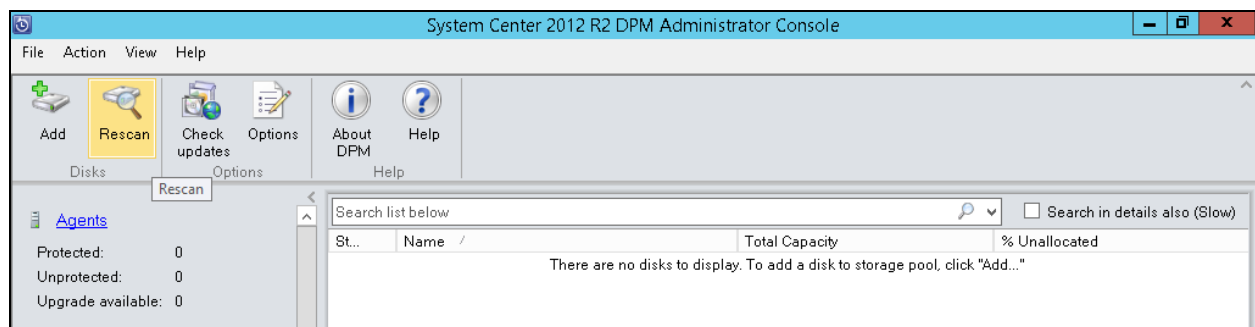 System Center 2012 R2 DPM Administrator Console
File Action View Help
Add Rescan Check updates Options About DPM Help
Disks Options Help
Rescan
Agents
Protected: 0
Unprotected: 0
Upgrade available: 0
Search list below Search in details also (Slow)
St... Name / Total Capacity % Unallocated
There are no disks to display. To add a disk to storage pool, click "Add..."